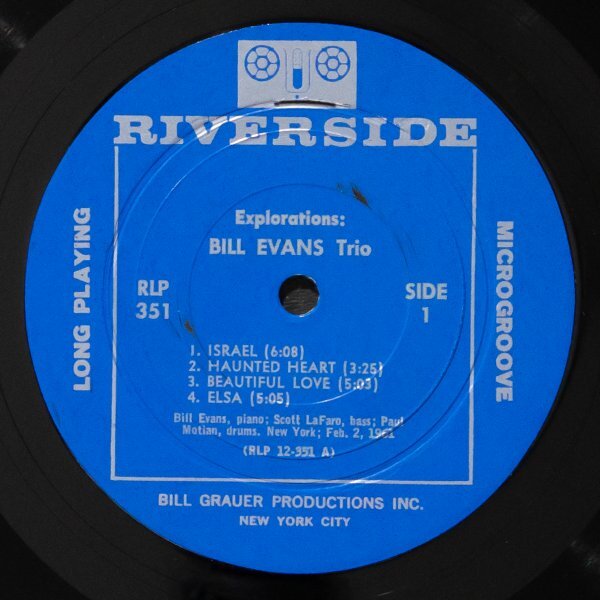 RIVERSIDE
LONG PLAYING
MICROGROOVE
Explorations:
BILL EVANS Trio
RLP
351
SIDE
1
1. ISRAEL (6:08)
2. HAUNTED HEART (3:25)
3. BEAUTIFUL LOVE (5:03)
4. ELSA (5:05)
Bill Evans, piano; Scott LaFaro, bass; Paul
Motian, drums. New York; Feb. 2, 1961
(RLP 12-351 A)
BILL GRAUER PRODUCTIONS INC.
NEW YORK CITY